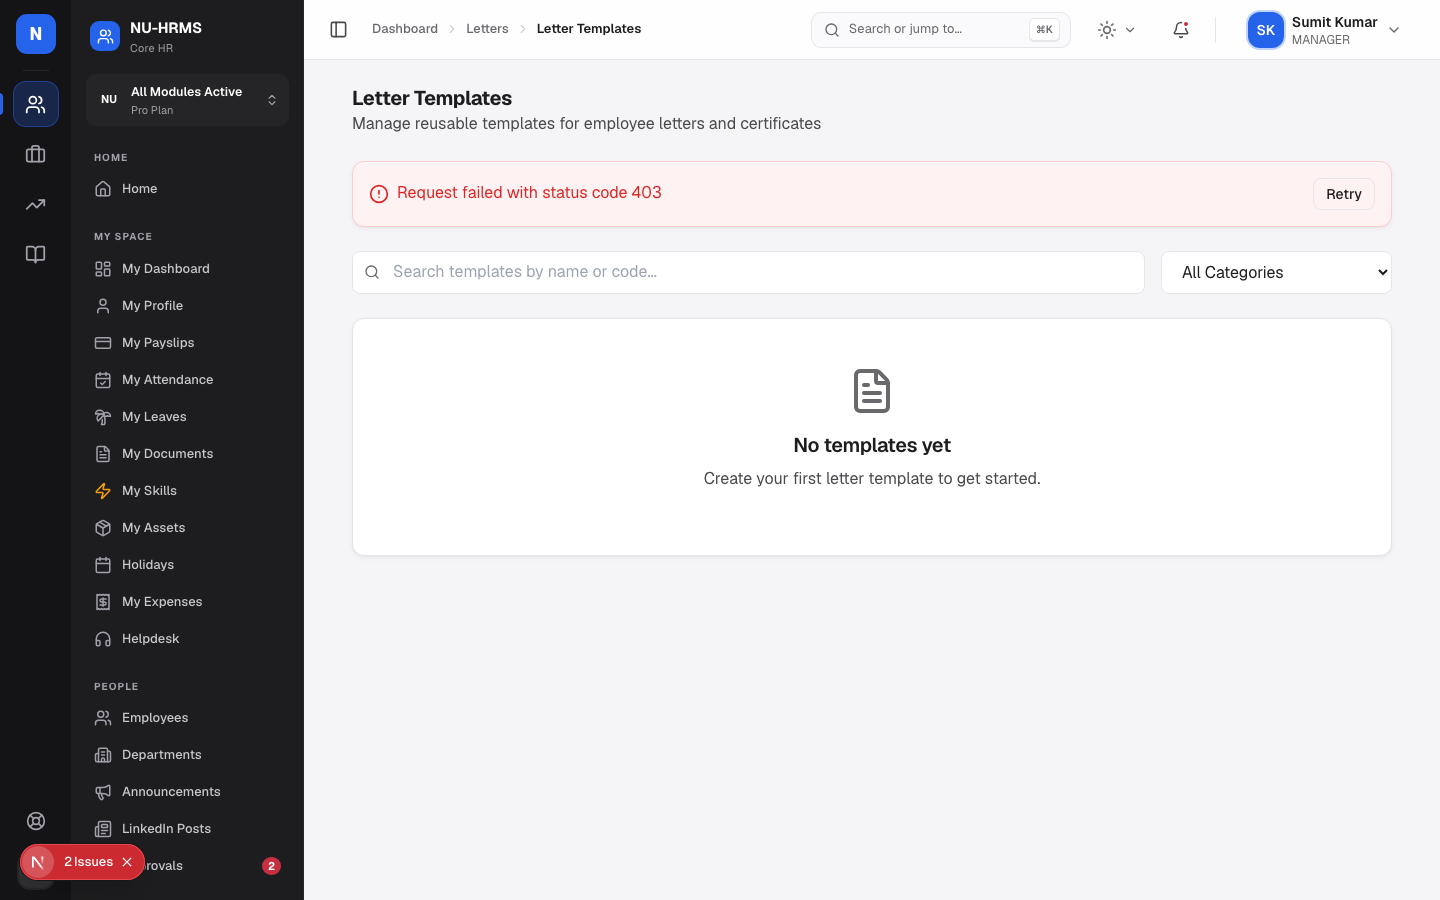 N
NU-HRMS
Core HR
NU
All Modules Active
Pro Plan
HOME
Home
MY SPACE
My Dashboard
My Profile
My Payslips
My Attendance
My Leaves
My Documents
My Skills
My Assets
Holidays
My Expenses
Helpdesk
PEOPLE
Employees
Departments
Announcements
LinkedIn Posts
rovals
2
N
2 Issues
Dashboard
Letters
Letter Templates
Search or jump to...
⌘K
SK
Sumit Kumar
MANAGER
Letter Templates
Manage reusable templates for employee letters and certificates
Request failed with status code 403
Retry
Search templates by name or code...
All Categories
No templates yet
Create your first letter template to get started.